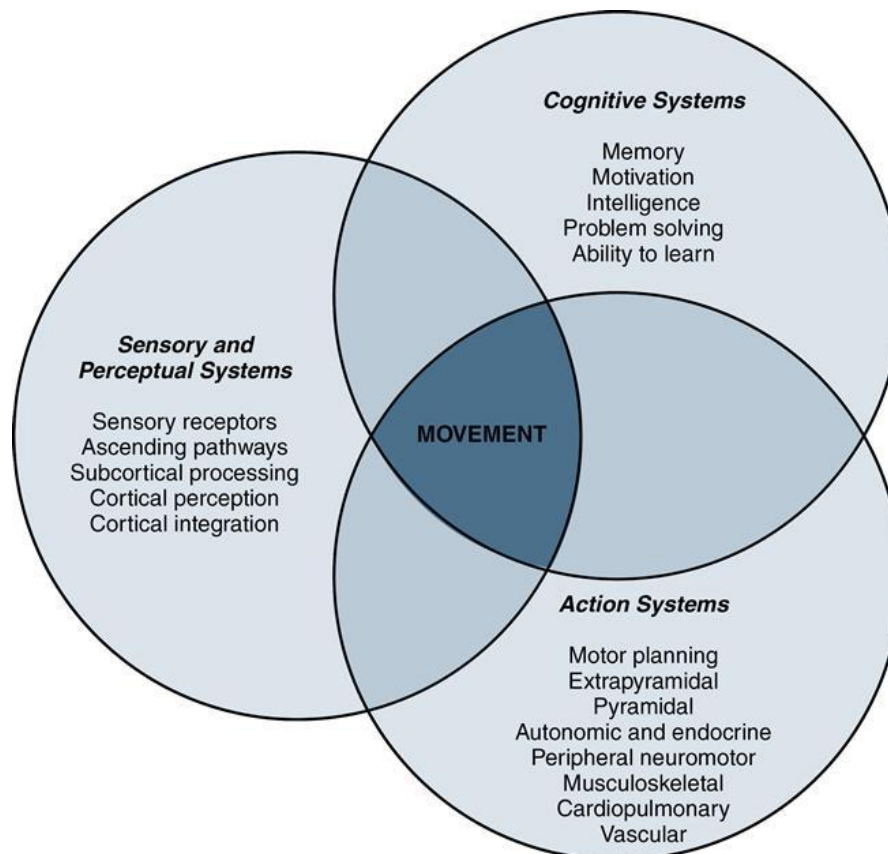 Cognitive Systems
Memory
Motivation
Intelligence
Problem solving
Ability to learn
Sensory and
Perceptual Systems
Sensory receptors
Ascending pathways
Subcortical processing
Cortical perception
Cortical integration
MOVEMENT
Action Systems
Motor planning
Extrapyramidal
Pyramidal
Autonomic and endocrine
Peripheral neuromotor
Musculoskeletal
Cardiopulmonary
Vascular